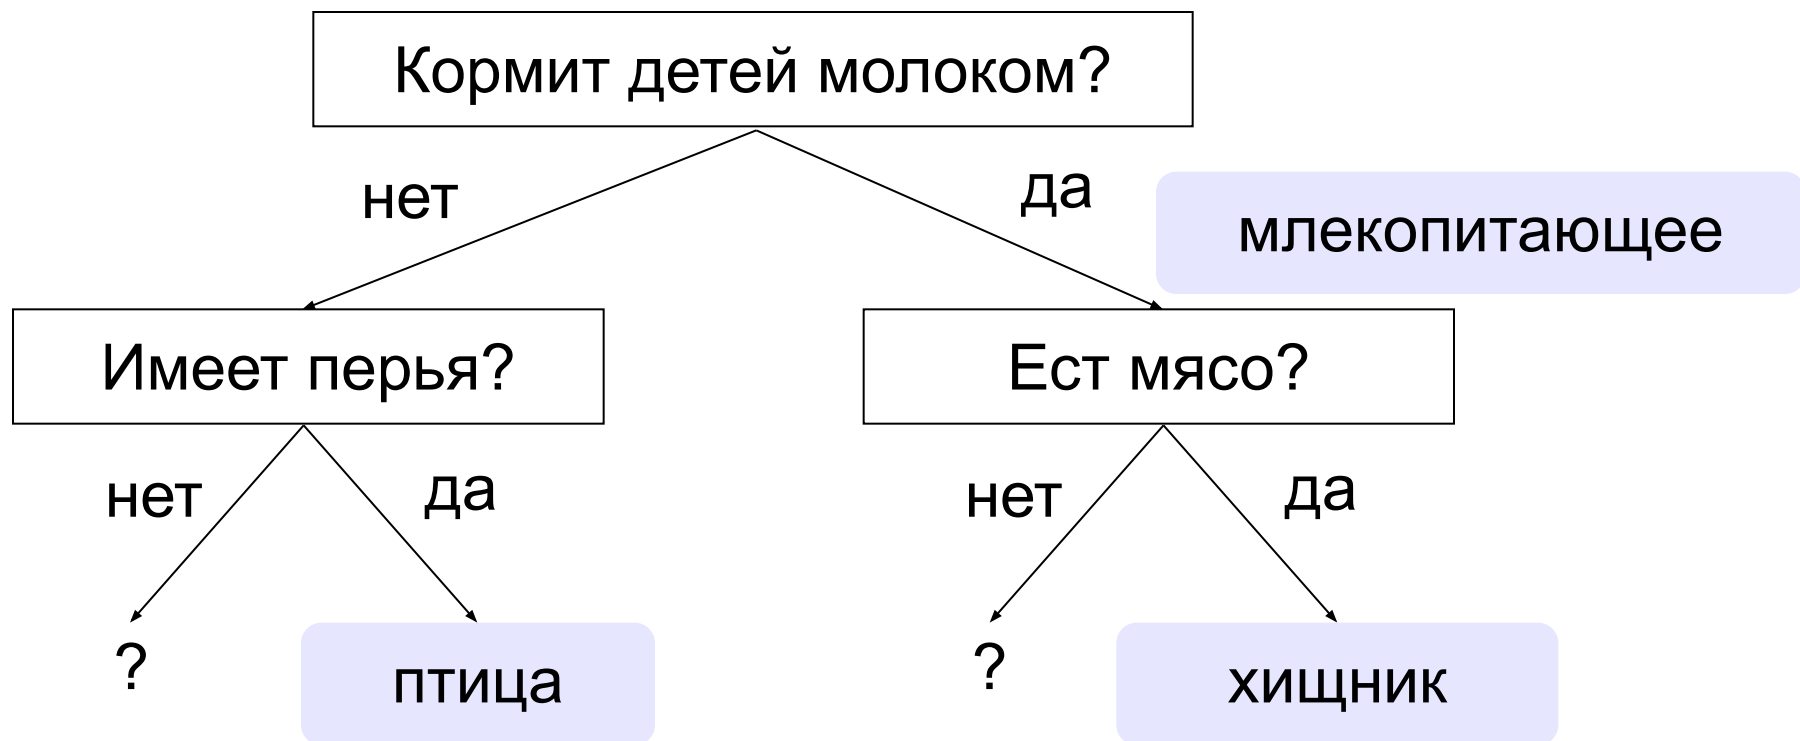 Кормит детей молоком?
нет
да
млекопитающее
Имеет перья?
Ест мясо?
нет
да
нет
да
?
птица
?
хищник